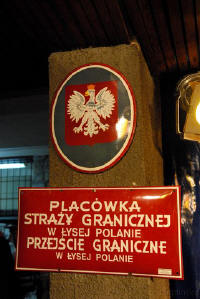 PLACÓWKA
STRAŻY GRANICZNEJ
W ŁYSEJ POLANIE
PRZEJŚCIE GRANICZNE
W ŁYSEJ POLANIE